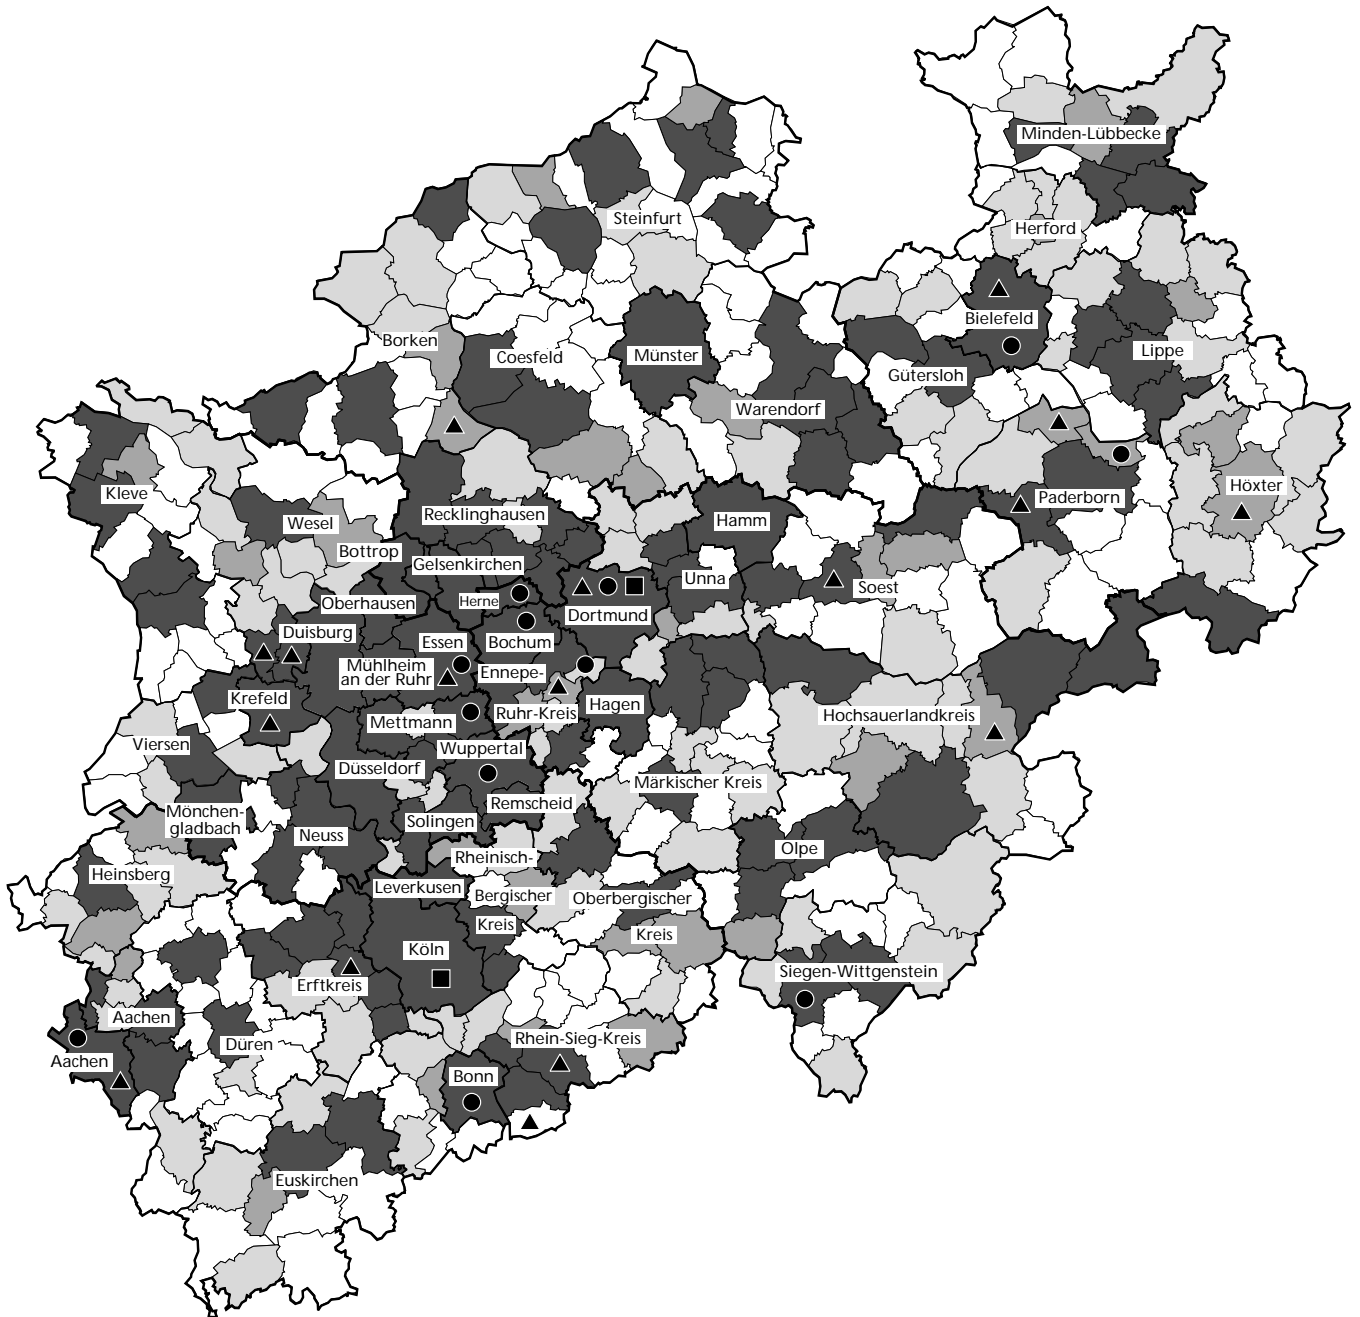 Minden-Lübbecke
Steinfurt
Herford
Bielefeld
Borken
Coesfeld
Münster
Lippe
Gütersloh
Warendorf
Kleve
Wesel
Recklinghausen
Hamm
Paderborn
Höxter
Bottrop
Gelsenkirchen
Unna
Soest
Oberhausen
Herne
Dortmund
Duisburg
Essen
Bochum
Mühlheim
an der Ruhr
Ennepe-
Ruhr-Kreis
Krefeld
Hagen
Mettmann
Hochsauerlandkreis
Viersen
Wuppertal
Düsseldorf
Märkischer Kreis
Mönchen-
gladbach
Remscheid
Solingen
Neuss
Olpe
Heinsberg
Rheinisch-
Bergischer
Kreis
Leverkusen
Oberbergischer
Kreis
Köln
Siegen-Wittgenstein
Erftkreis
Aachen
Düren
Rhein-Sieg-Kreis
Aachen
Bonn
Euskirchen